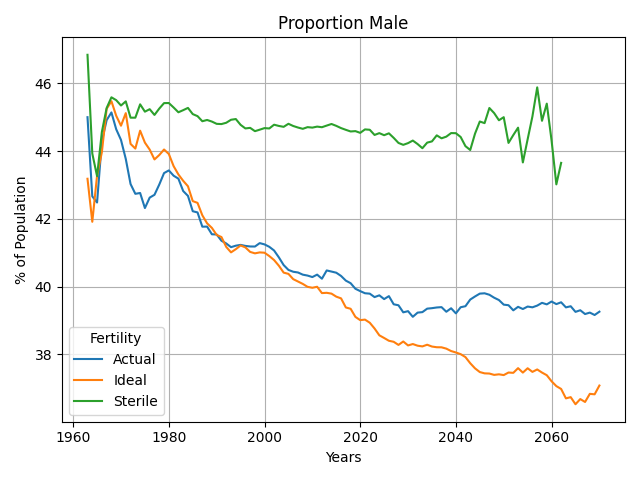 Proportion Male
% of Population
46
44
42
40
38
Fertility
Actual
Ideal
Sterile
1960 1980 2000 2020 2040 2060
Years